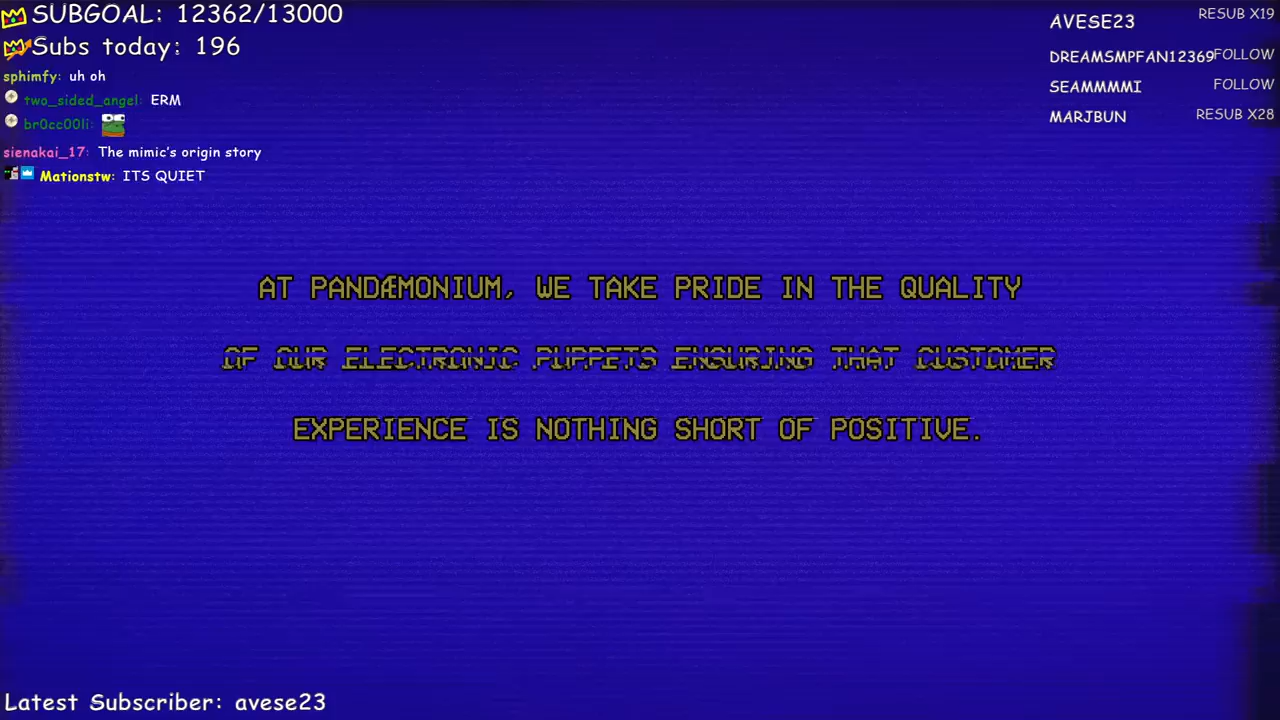 SUBGOAL: 12362/13000
Subs today: 196
sphimfy: uh oh
two_sided_angel: ERM
br0cc00li:
sienakai_17: The mimic's origin story
Mationstw: ITS QUIET
AVESE23 RESUB X19
DREAMSMPFAN12369 FOLLOW
SEAMMMMI FOLLOW
MARJBUN RESUB X28
AT PANDÆMONIUM, WE TAKE PRIDE IN THE QUALITY
OF OUR ELECTRONIC PUPPETS ENSURING THAT CUSTOMER
EXPERIENCE IS NOTHING SHORT OF POSITIVE.
Latest Subscriber: avese23